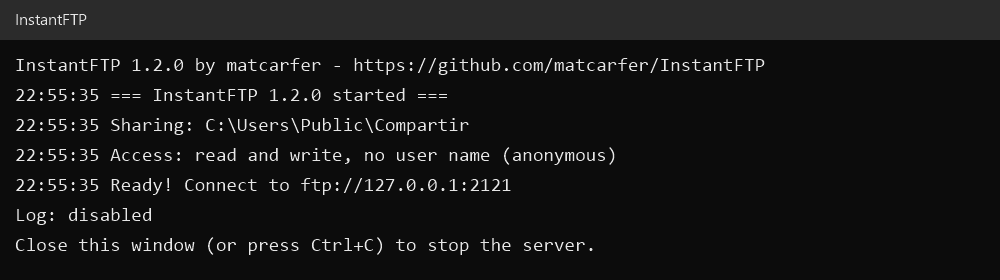 InstantFTP
InstantFTP 1.2.0 by matcarfer - https://github.com/matcarfer/InstantFTP
22:55:35 === InstantFTP 1.2.0 started ===
22:55:35 Sharing: C:\Users\Public\Compartir
22:55:35 Access: read and write, no user name (anonymous)
22:55:35 Ready! Connect to ftp://127.0.0.1:2121
Log: disabled
Close this window (or press Ctrl+C) to stop the server.